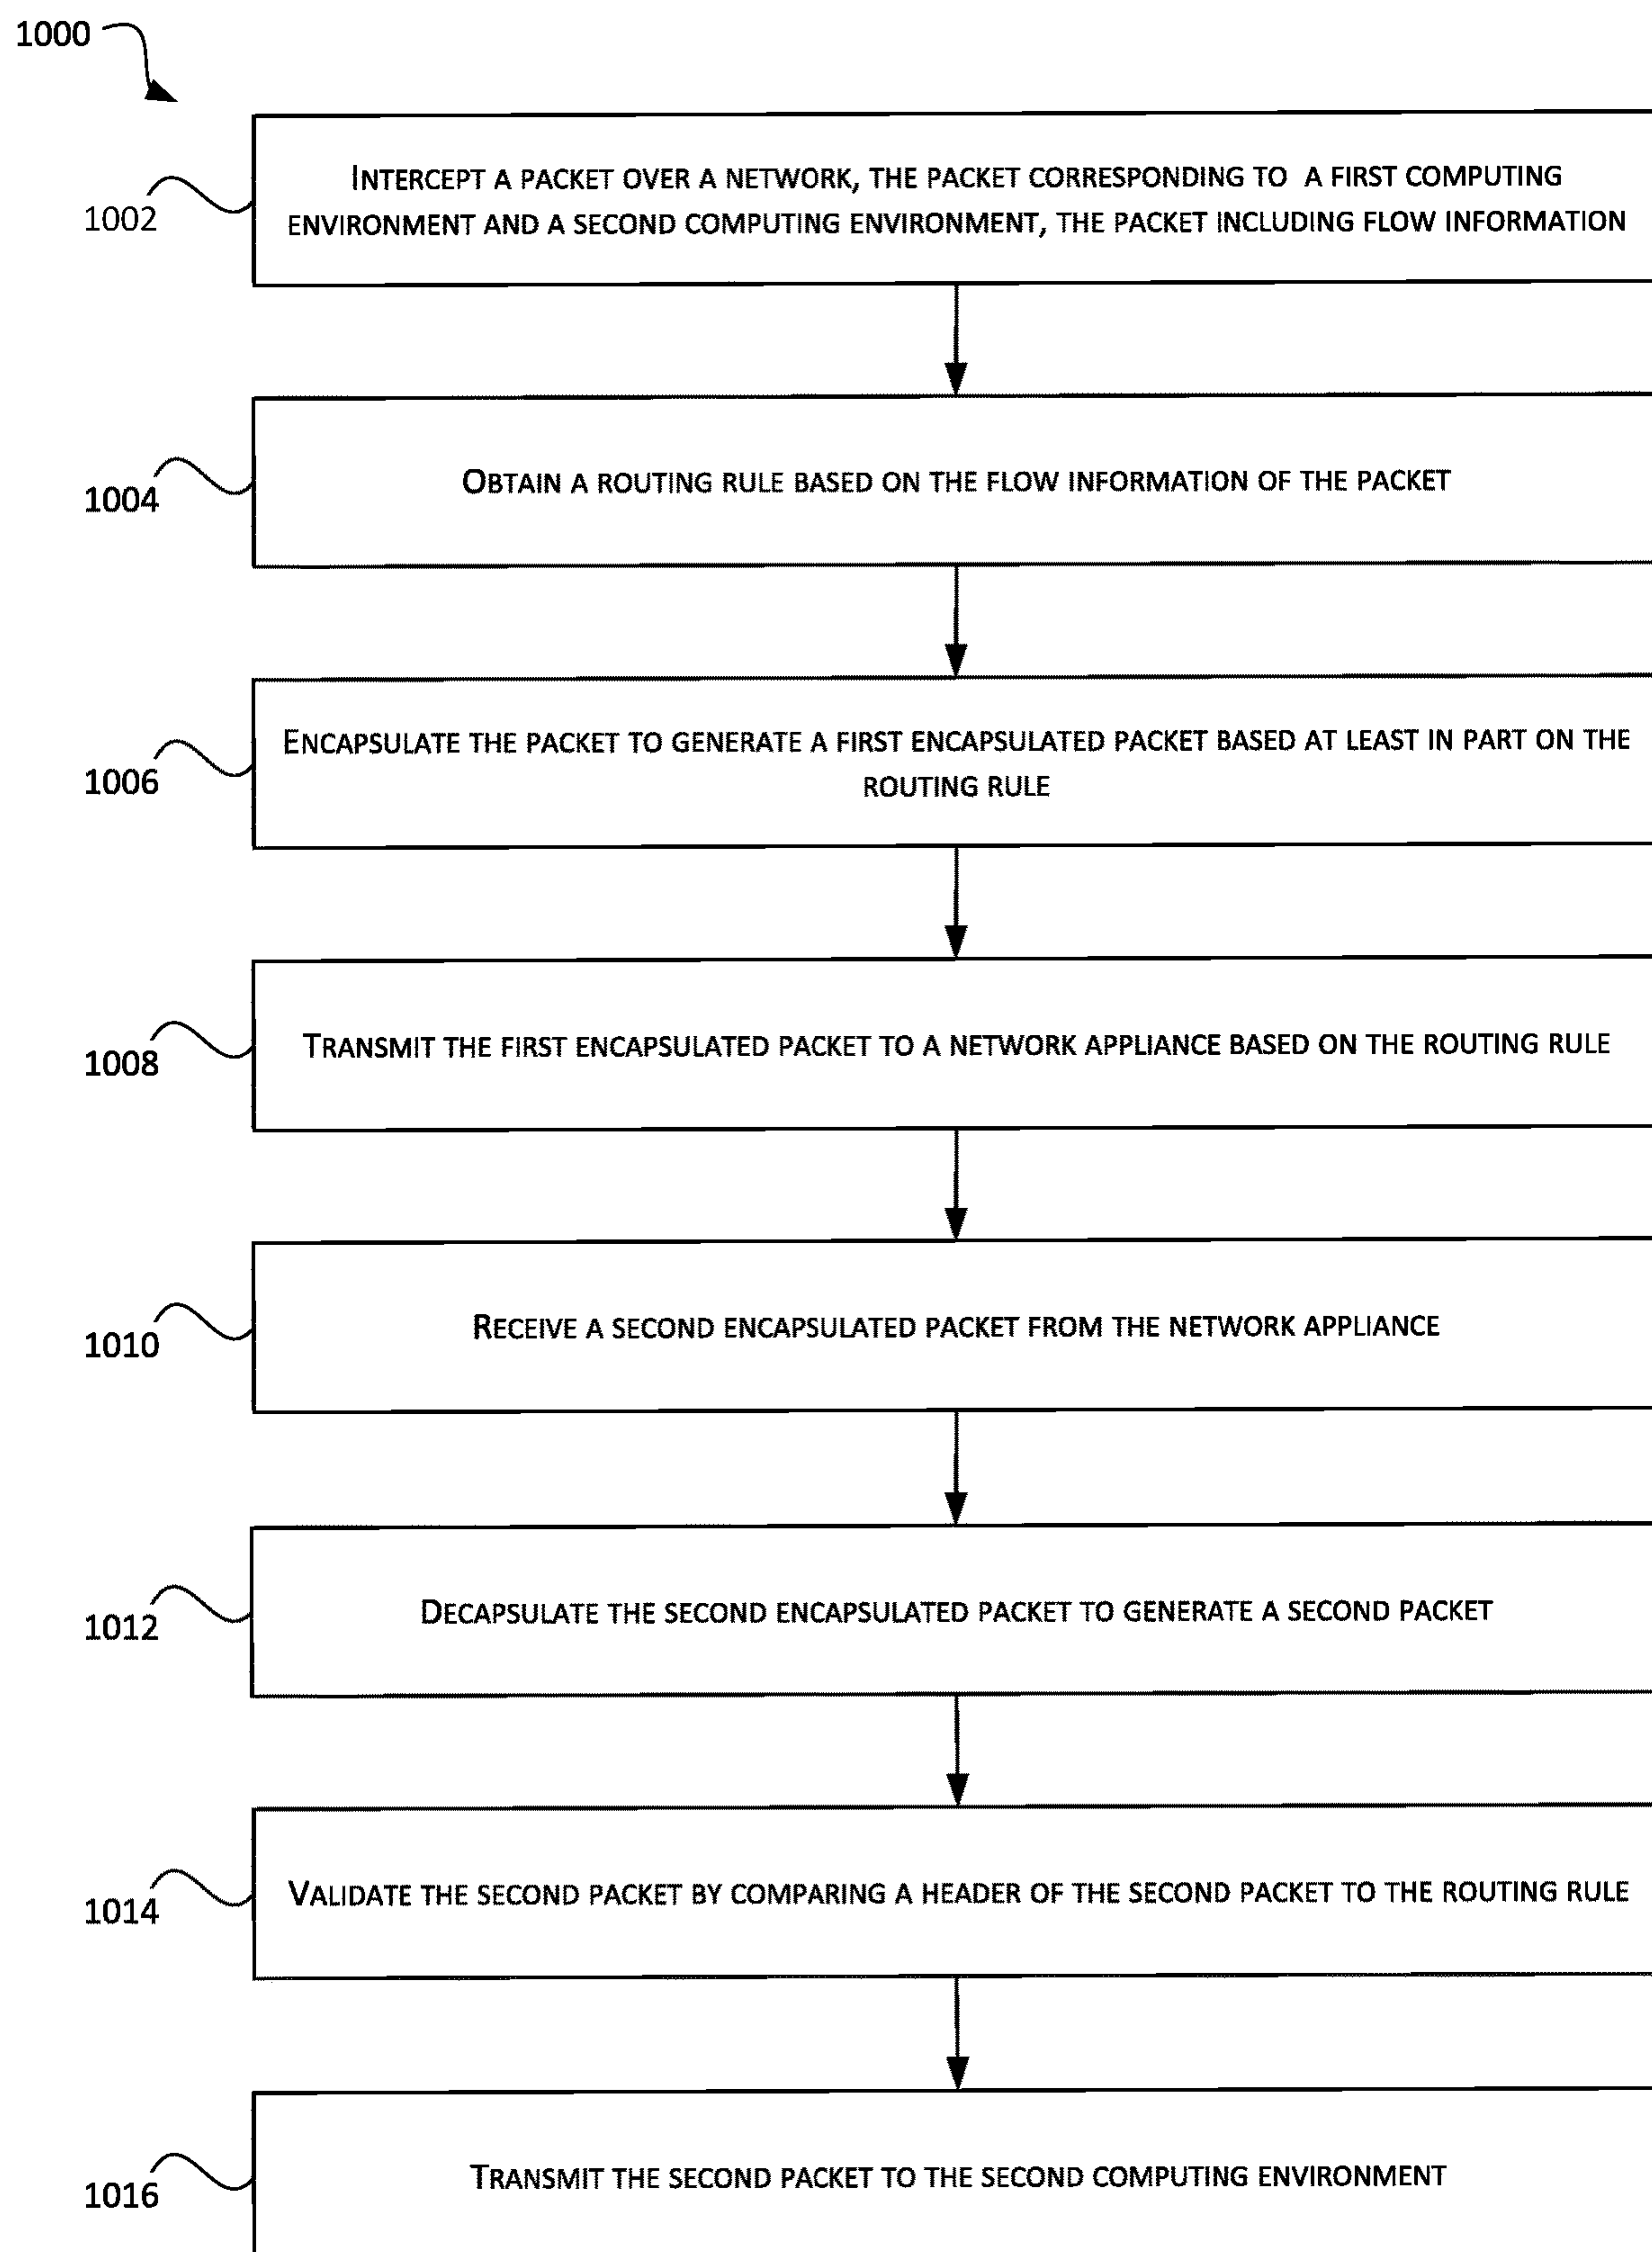 1000
INTERCEPT A PACKET OVER A NETWORK, THE PACKET CORRESPONDING TO A FIRST COMPUTING
ENVIRONMENT AND A SECOND COMPUTING ENVIRONMENT, THE PACKET INCLUDING FLOW INFORMATION
1002
OBTAIN A ROUTING RULE BASED ON THE FLOW INFORMATION OF THE PACKET
1004
ENCAPSULATE THE PACKET TO GENERATE A FIRST ENCAPSULATED PACKET BASED AT LEAST IN PART ON THE
ROUTING RULE
1006
TRANSMIT THE FIRST ENCAPSULATED PACKET TO A NETWORK APPLIANCE BASED ON THE ROUTING RULE
1008
RECEIVE A SECOND ENCAPSULATED PACKET FROM THE NETWORK APPLIANCE
1010
DECAPSULATE THE SECOND ENCAPSULATED PACKET TO GENERATE A SECOND PACKET
1012
VALIDATE THE SECOND PACKET BY COMPARING A HEADER OF THE SECOND PACKET TO THE ROUTING RULE
1014
TRANSMIT THE SECOND PACKET TO THE SECOND COMPUTING ENVIRONMENT
1016